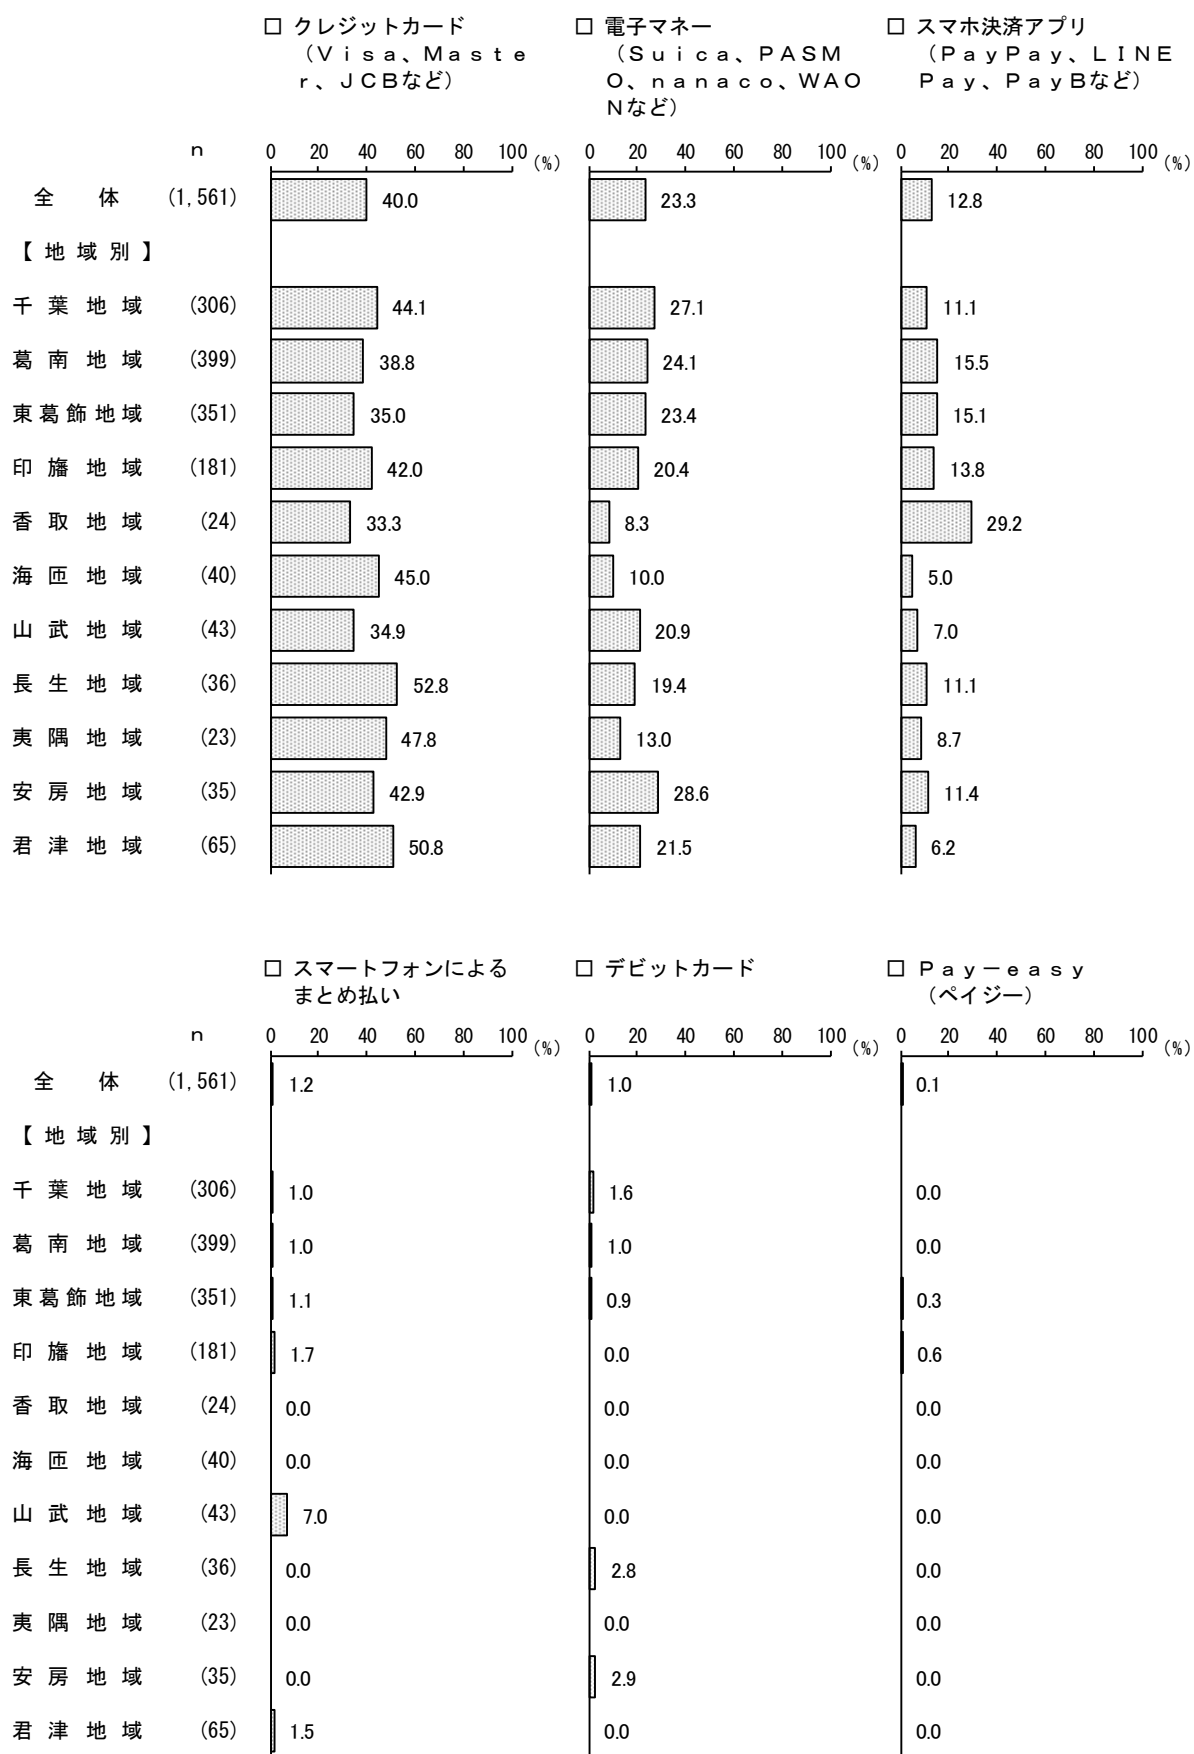 □ クレジットカード □ 電子マネー □ スマホ決済アプリ
（Ｖｉｓａ、Ｍａｓｔｅ （Ｓｕｉｃａ、ＰＡＳＭ （ＰａｙＰａｙ、ＬＩＮＥ
ｒ、ＪＣＢなど） Ｏ、ｎａｎａｃｏ、ＷＡＯ Ｐａｙ、ＰａｙＢなど）
Ｎなど）
ｎ 0 20 40 60 80 100 (%) 0 20 40 60 80 100 (%) 0 20 40 60 80 100 (%)
全体 (1,561) 40.0 23.3 12.8
【地域別】
千葉地域 (306) 44.1 27.1 11.1
葛南地域 (399) 38.8 24.1 15.5
東葛飾地域 (351) 35.0 23.4 15.1
印旛地域 (181) 42.0 20.4 13.8
香取地域 (24) 33.3 8.3 29.2
海匝地域 (40) 45.0 10.0 5.0
山武地域 (43) 34.9 20.9 7.0
長生地域 (36) 52.8 19.4 11.1
夷隅地域 (23) 47.8 13.0 8.7
安房地域 (35) 42.9 28.6 11.4
君津地域 (65) 50.8 21.5 6.2
□ スマートフォンによる □ デビットカード □ Ｐａｙ－ｅａｓｙ
まとめ払い （ペイジー）
ｎ 0 20 40 60 80 100 (%) 0 20 40 60 80 100 (%) 0 20 40 60 80 100 (%)
全体 (1,561) 1.2 1.0 0.1
【地域別】
千葉地域 (306) 1.0 1.6 0.0
葛南地域 (399) 1.0 1.0 0.0
東葛飾地域 (351) 1.1 0.9 0.3
印旛地域 (181) 1.7 0.0 0.6
香取地域 (24) 0.0 0.0 0.0
海匝地域 (40) 0.0 0.0 0.0
山武地域 (43) 7.0 0.0 0.0
長生地域 (36) 0.0 2.8 0.0
夷隅地域 (23) 0.0 0.0 0.0
安房地域 (35) 0.0 2.9 0.0
君津地域 (65) 1.5 0.0 0.0